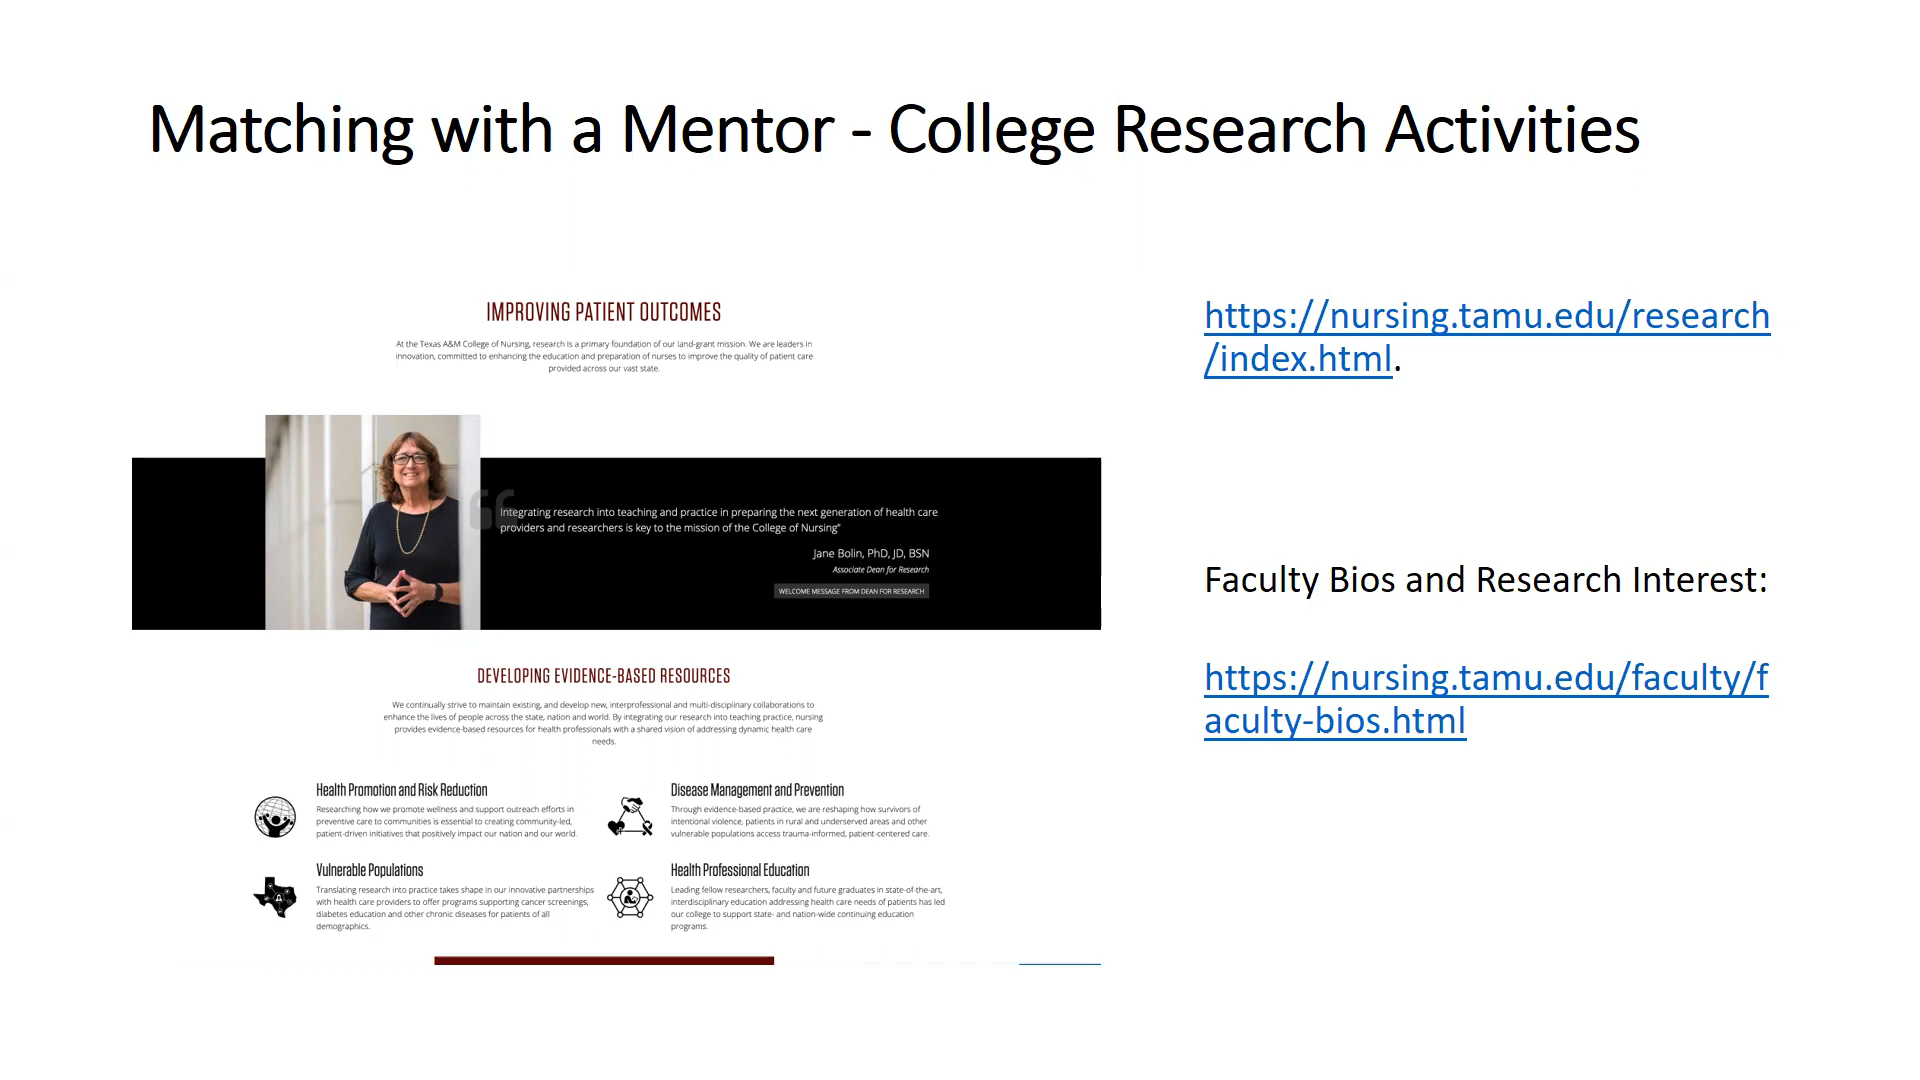 Matching with a Mentor - College Research Activities
IMPROVING PATIENT OUTCOMES
At the Texas A&M College of Nursing, research is a primary foundation of our land-grant mission. We are leaders in
innovation, committed to enhancing the education and preparation of nurses to improve the quality of patient care
provided across our vast state.
“
Integrating research into teaching and practice in preparing the next generation of health care
providers and researchers is key to the mission of the College of Nursing”
Jane Bolin, PhD, JD, BSN
Associate Dean for Research
WELCOME MESSAGE FROM DEAN FOR RESEARCH
DEVELOPING EVIDENCE-BASED RESOURCES
We continually strive to maintain existing, and develop new, interprofessional and multi-disciplinary collaborations to
enhance the lives of people across the state, nation and world. By integrating our research into teaching practice, nursing
provides evidence-based resources for health professionals with a shared vision of addressing dynamic health care
needs.
Health Promotion and Risk Reduction
Researching how we promote wellness and support outreach efforts in
preventive care to communities is essential to creating community-led,
patient-driven initiatives that positively impact our nation and our world.
Disease Management and Prevention
Through evidence-based practice, we are reshaping how survivors of
intentional violence, patients in rural and underserved areas and other
vulnerable populations access trauma-informed, patient-centered care.
Vulnerable Populations
Translating research into practice takes shape in our innovative partnerships
with health care providers to offer programs supporting cancer screenings,
diabetes education and other chronic diseases for patients of all
demographics.
Health Professional Education
Leading fellow researchers, faculty and future graduates in state-of-the-art,
interdisciplinary education addressing health care needs of patients has led
our college to support state- and nation-wide continuing education
programs.
https://nursing.tamu.edu/research
/index.html.
Faculty Bios and Research Interest:
https://nursing.tamu.edu/faculty/f
aculty-bios.html